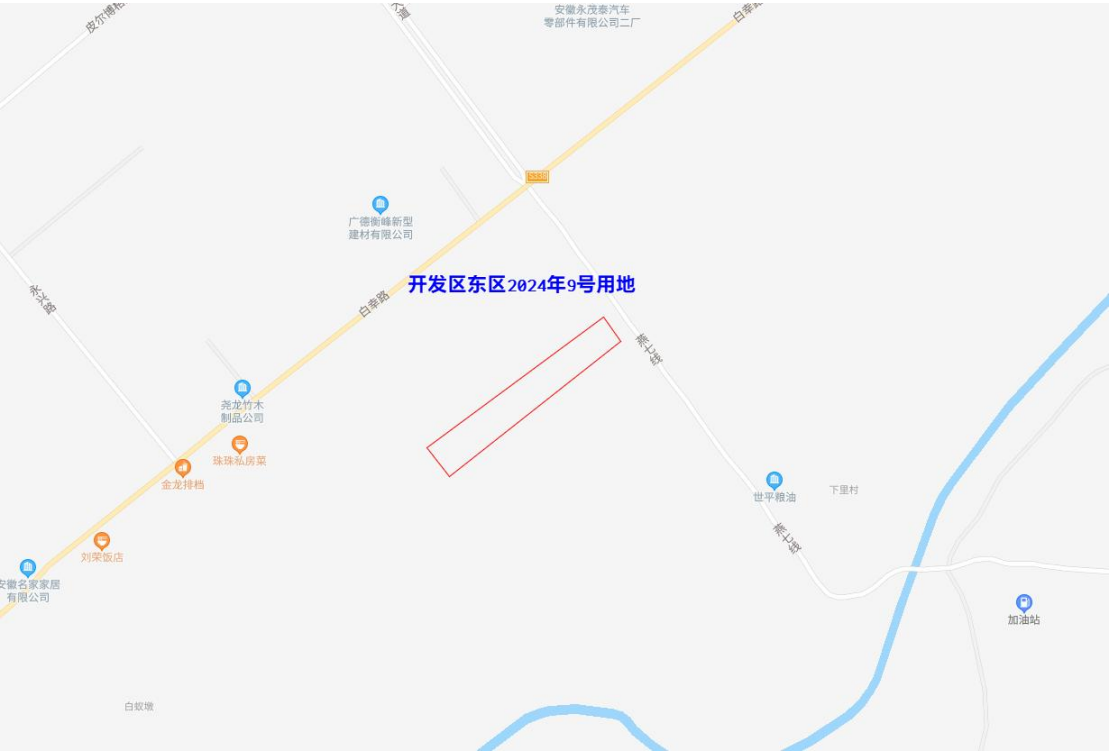 安徽永茂泰汽车
零部件有限公司二厂
皮尔博格
大道
白幸路
广德衡峰新型
建材有限公司
开发区东区2024年9号用地
永兴路
白幸路
燕七线
尧龙竹木
制品公司
珠珠私房菜
金龙排档
世平粮油
下里村
燕七线
刘荣饭店
安徽名家家居
有限公司
加油站
白蚁墩